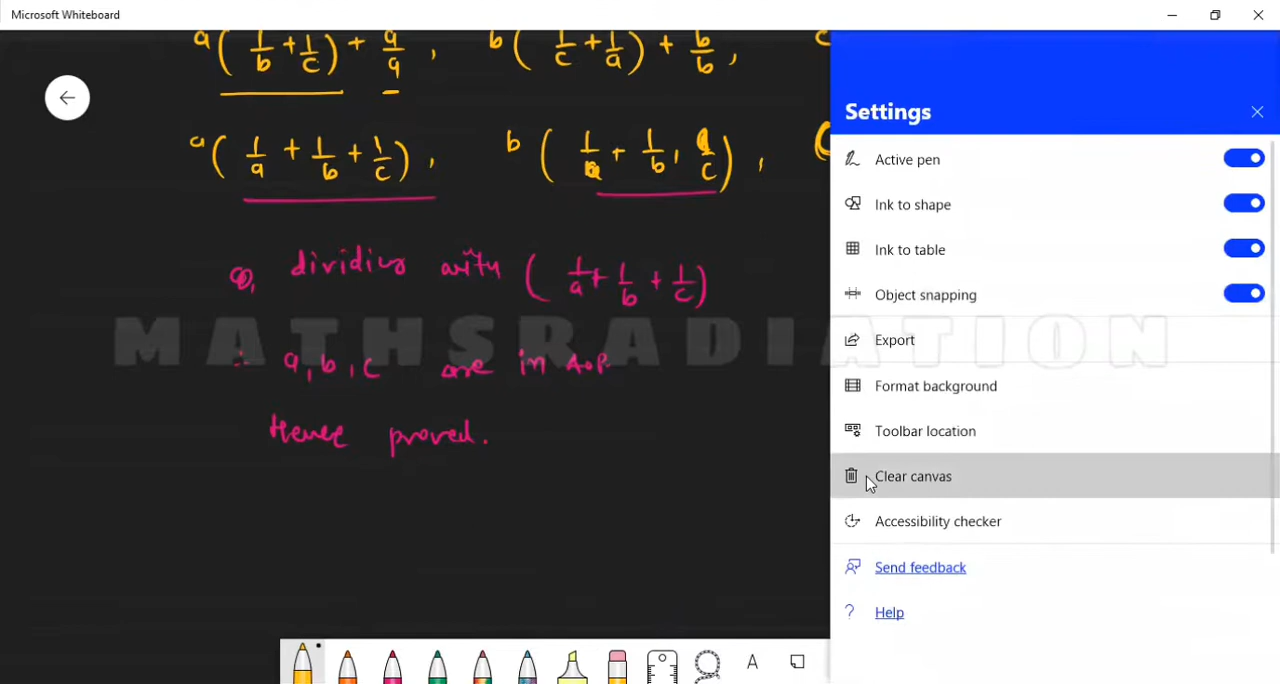 Microsoft Whiteboard
a(1/b + 1/c) + a/a, b(1/c + 1/a) + b/b, c
a(1/a + 1/b + 1/c), b(1/a + 1/b, 1/c), (
dividing with (1/a + 1/b + 1/c)
MATHSRADIATION
∴ a, b, c are in A.P
Hence proved.
Settings
Active pen
Ink to shape
Ink to table
Object snapping
Export
Format background
Toolbar location
Clear canvas
Accessibility checker
Send feedback
? Help
A